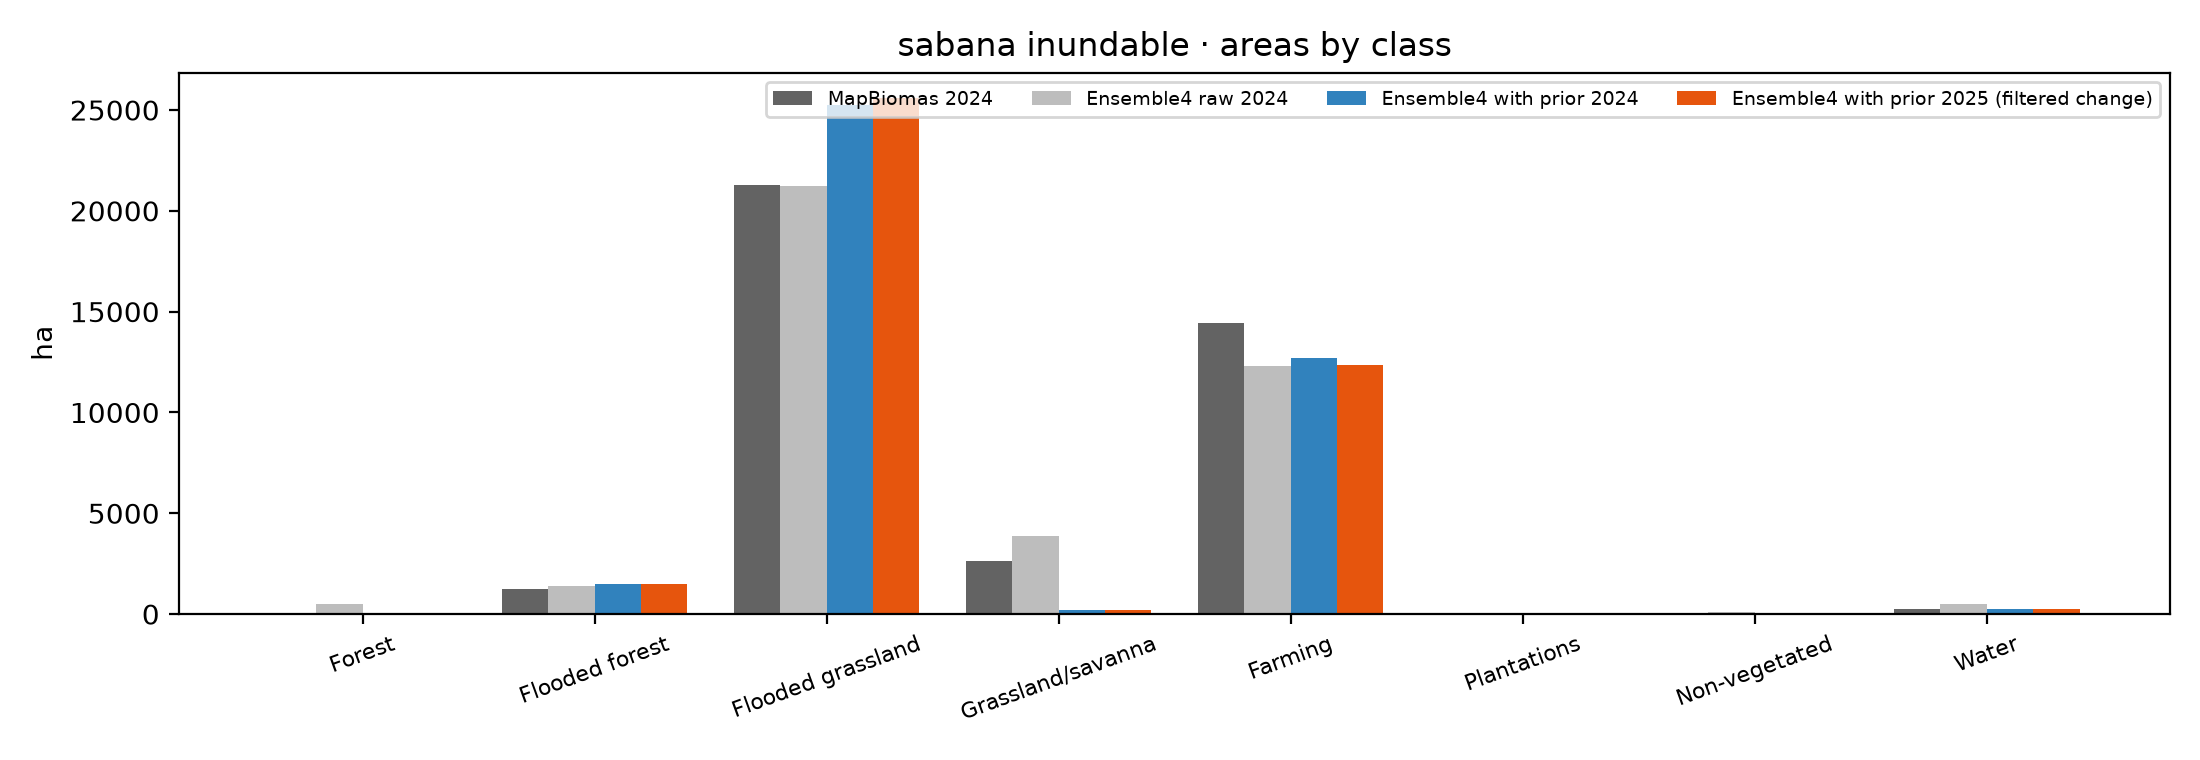 sabana inundable · areas by class
MapBiomas 2024 Ensemble4 raw 2024 Ensemble4 with prior 2024 Ensemble4 with prior 2025 (filtered change)
25000
20000
15000
10000
5000
0
ha
Forest Flooded forest Flooded grassland Grassland/savanna Farming Plantations Non-vegetated Water